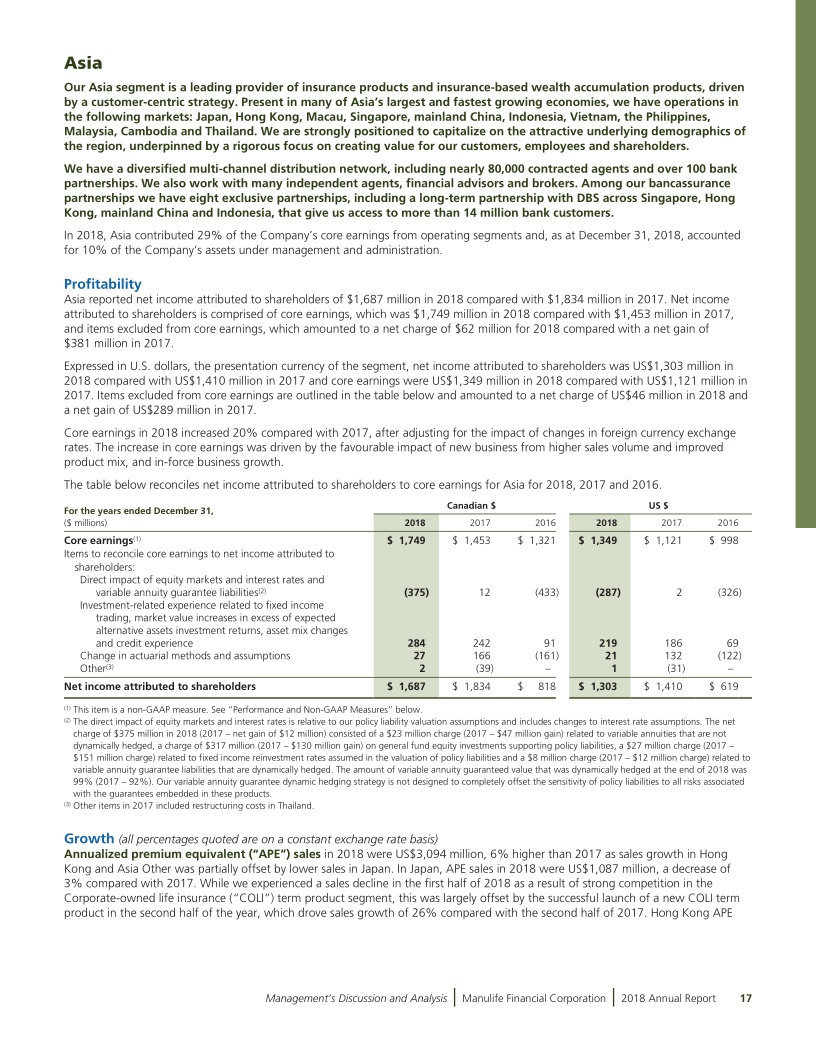 Asia
Our Asia segment is a leading provider of insurance products and insurance-based wealth accumulation products, driven
by a customer-centric strategy. Present in many of Asia's largest and fastest growing economies, we have operations in
the following markets: Japan, Hong Kong, Macau, Singapore, mainland China, Indonesia, Vietnam, the Philippines,
Malaysia, Cambodia and Thailand. We are strongly positioned to capitalize on the attractive underlying demographics of
the region, underpinned by a rigorous focus on creating value for our customers, employees and shareholders.
We have a diversified multi-channel distribution network, including nearly 80,000 contracted agents and over 100 bank
partnerships. We also work with many independent agents, financial advisors and brokers. Among our bancassurance
partnerships we have eight exclusive partnerships, including a long-term partnership with DBS across Singapore, Hong
Kong, mainland China and Indonesia, that give us access to more than 14 million bank customers.
In 2018, Asia contributed 29% of the Company's core earnings from operating segments and, as at December 31, 2018, accounted
for 10% of the Company's assets under management and administration.
Profitability
Asia reported net income attributed to shareholders of $1,687 million in 2018 compared with $1,834 million in 2017. Net income
attributed to shareholders is comprised of core earnings, which was $1,749 million in 2018 compared with $1,453 million in 2017,
and items excluded from core earnings, which amounted to a net charge of $62 million for 2018 compared with a net gain of
$381 million in 2017.
Expressed in U.S. dollars, the presentation currency of the segment, net income attributed to shareholders was US$1,303 million in
2018 compared with US$1,410 million in 2017 and core earnings were US$1,349 million in 2018 compared with US$1,121 million in
2017. Items excluded from core earnings are outlined in the table below and amounted to a net charge of US$46 million in 2018 and
a net gain of US$289 million in 2017.
Core earnings in 2018 increased 20% compared with 2017, after adjusting for the impact of changes in foreign currency exchange
rates. The increase in core earnings was driven by the favourable impact of new business from higher sales volume and improved
product mix, and in-force business growth.
The table below reconciles net income attributed to shareholders to core earnings for Asia for 2018, 2017 and 2016.
For the years ended December 31, Canadian $ US $
($ millions) 2018 2017 2016 2018 2017 2016
Core earnings(1) $ 1,749 $ 1,453 $ 1,321 $ 1,349 $ 1,121 $ 998
Items to reconcile core earnings to net income attributed to
shareholders:
Direct impact of equity markets and interest rates and
variable annuity guarantee liabilities(2) (375) 12 (433) (287) 2 (326)
Investment-related experience related to fixed income
trading, market value increases in excess of expected
alternative assets investment returns, asset mix changes
and credit experience 284 242 91 219 186 69
Change in actuarial methods and assumptions 27 166 (161) 21 132 (122)
Other(3) 2 (39) – 1 (31) –
Net income attributed to shareholders $ 1,687 $ 1,834 $ 818 $ 1,303 $ 1,410 $ 619
(1) This item is a non-GAAP measure. See "Performance and Non-GAAP Measures" below.
(2) The direct impact of equity markets and interest rates is relative to our policy liability valuation assumptions and includes changes to interest rate assumptions. The net
charge of $375 million in 2018 (2017 – net gain of $12 million) consisted of a $23 million charge (2017 – $47 million gain) related to variable annuities that are not
dynamically hedged, a charge of $317 million (2017 – $130 million gain) on general fund equity investments supporting policy liabilities, a $27 million charge (2017 –
$151 million charge) related to fixed income reinvestment rates assumed in the valuation of policy liabilities and a $8 million charge (2017 – $12 million charge) related to
variable annuity guarantee liabilities that are dynamically hedged. The amount of variable annuity guaranteed value that was dynamically hedged at the end of 2018 was
99% (2017 – 92%). Our variable annuity guarantee dynamic hedging strategy is not designed to completely offset the sensitivity of policy liabilities to all risks associated
with the guarantees embedded in these products.
(3) Other items in 2017 included restructuring costs in Thailand.
Growth (all percentages quoted are on a constant exchange rate basis)
Annualized premium equivalent ("APE") sales in 2018 were US$3,094 million, 6% higher than 2017 as sales growth in Hong
Kong and Asia Other was partially offset by lower sales in Japan. In Japan, APE sales in 2018 were US$1,087 million, a decrease of
3% compared with 2017. While we experienced a sales decline in the first half of 2018 as a result of strong competition in the
Corporate-owned life insurance ("COLI") term product segment, this was largely offset by the successful launch of a new COLI term
product in the second half of the year, which drove sales growth of 26% compared with the second half of 2017. Hong Kong APE
Management's Discussion and Analysis | Manulife Financial Corporation | 2018 Annual Report 17